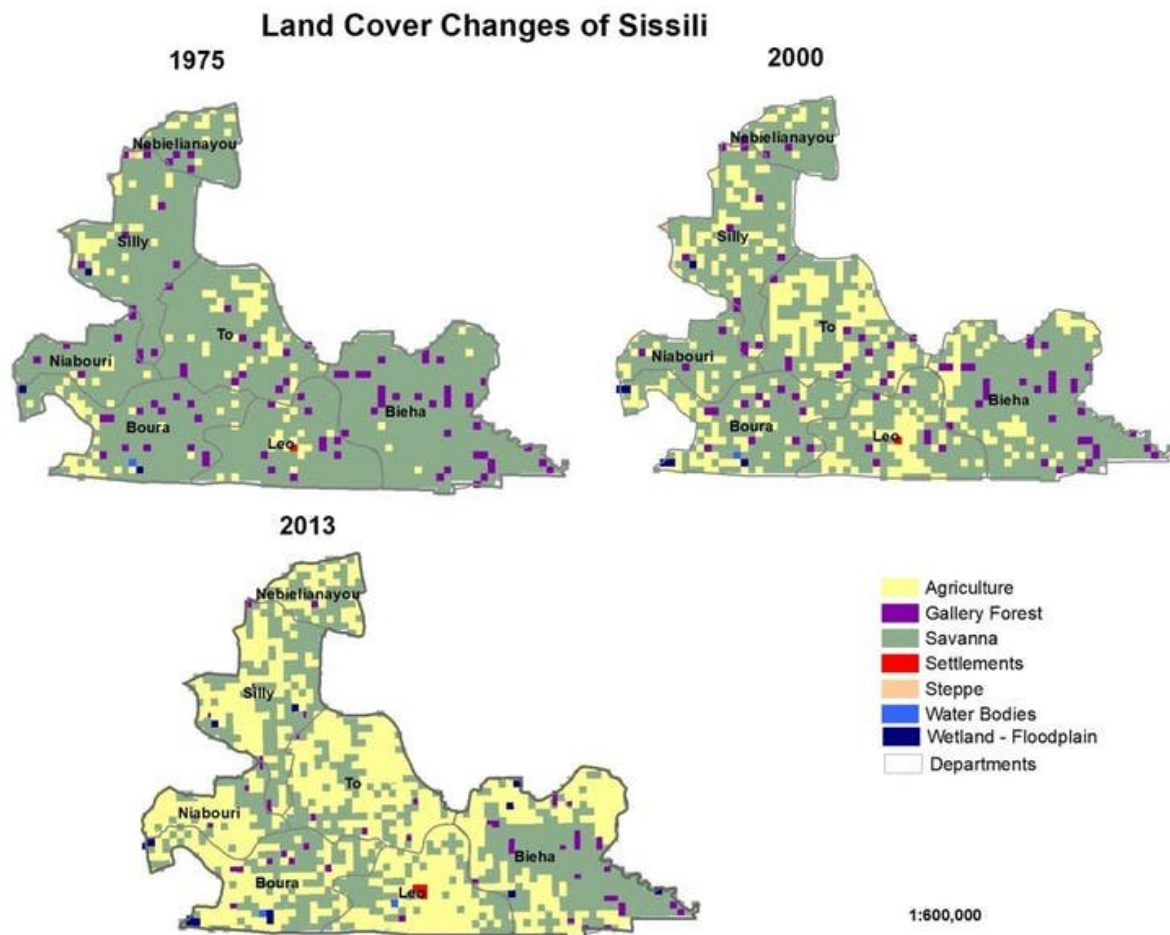 Land Cover Changes of Sissili
1975
Nebielianayou
Silly
To
Niabouri
Bieha
Boura
Leo
2000
Nebielianayou
Silly
To
Niabouri
Bieha
Boura
Leo
2013
Nebielianayou
Silly
To
Niabouri
Bieha
Boura
Leo
Agriculture
Gallery Forest
Savanna
Settlements
Steppe
Water Bodies
Wetland - Floodplain
Departments
1:600,000